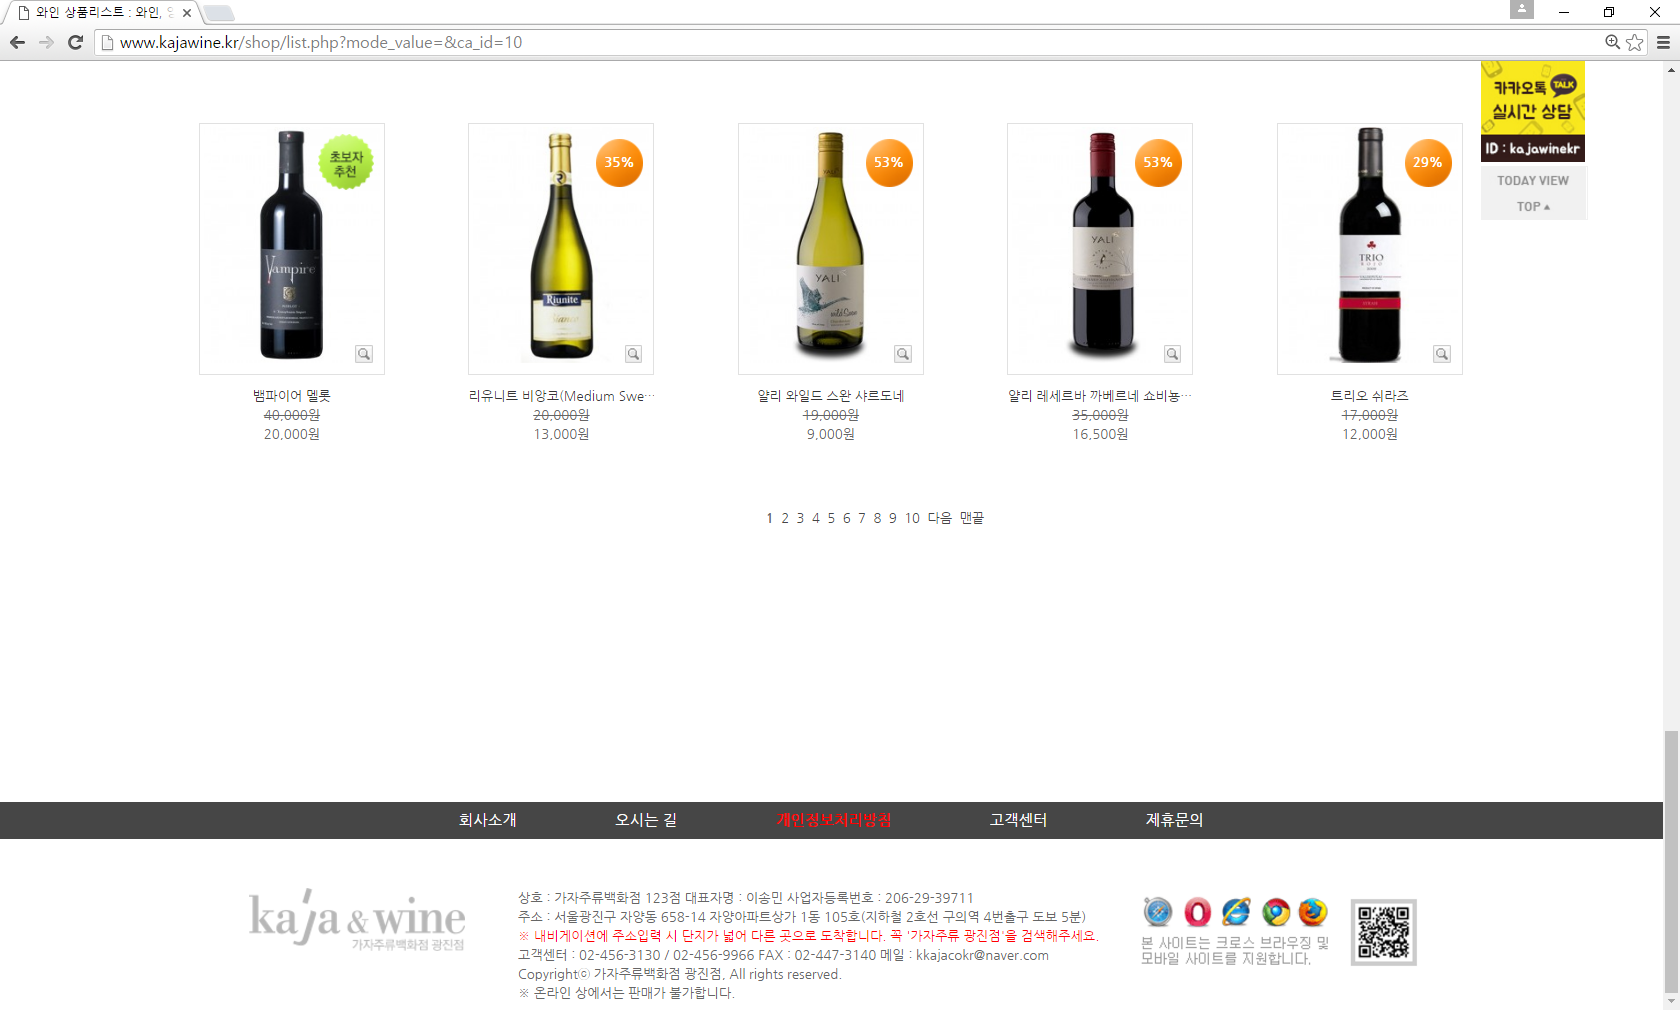 와인 상품리스트 : 와인,
www.kajawine.kr/shop/list.php?mode_value=&ca_id=10
카카오톡 TALK
실시간 상담
ID : kajawinekr
TODAY VIEW
TOP ▲
초보자
추천
35%
53%
53%
29%
Vampire
Riunite
Bianco
YALI
wild Swan
YALI
TRIO
뱀파이어 멜롯
40,000원
20,000원
리유니트 비앙코(Medium Swe…
20,000원
13,000원
얄리 와일드 스완 샤르도네
19,000원
9,000원
얄리 레세르바 까베르네 쇼비뇽…
35,000원
16,500원
트리오 쉬라즈
17,000원
12,000원
1 2 3 4 5 6 7 8 9 10 다음 맨끝
회사소개 오시는 길 개인정보처리방침 고객센터 제휴문의
kaja & wine
가자주류백화점 광진점
상호 : 가자주류백화점 123점 대표자명 : 이송민 사업자등록번호 : 206-29-39711
주소 : 서울광진구 자양동 658-14 자양아파트상가 1동 105호(지하철 2호선 구의역 4번출구 도보 5분)
※ 내비게이션에 주소입력 시 단지가 넓어 다른 곳으로 도착합니다. 꼭 '가자주류 광진점'을 검색해주세요.
고객센터 : 02-456-3130 / 02-456-9966 FAX : 02-447-3140 메일 : kkajacokr@naver.com
Copyrightⓒ 가자주류백화점 광진점, All rights reserved.
※ 온라인 상에서는 판매가 불가합니다.
본 사이트는 크로스 브라우징 및
모바일 사이트를 지원합니다.